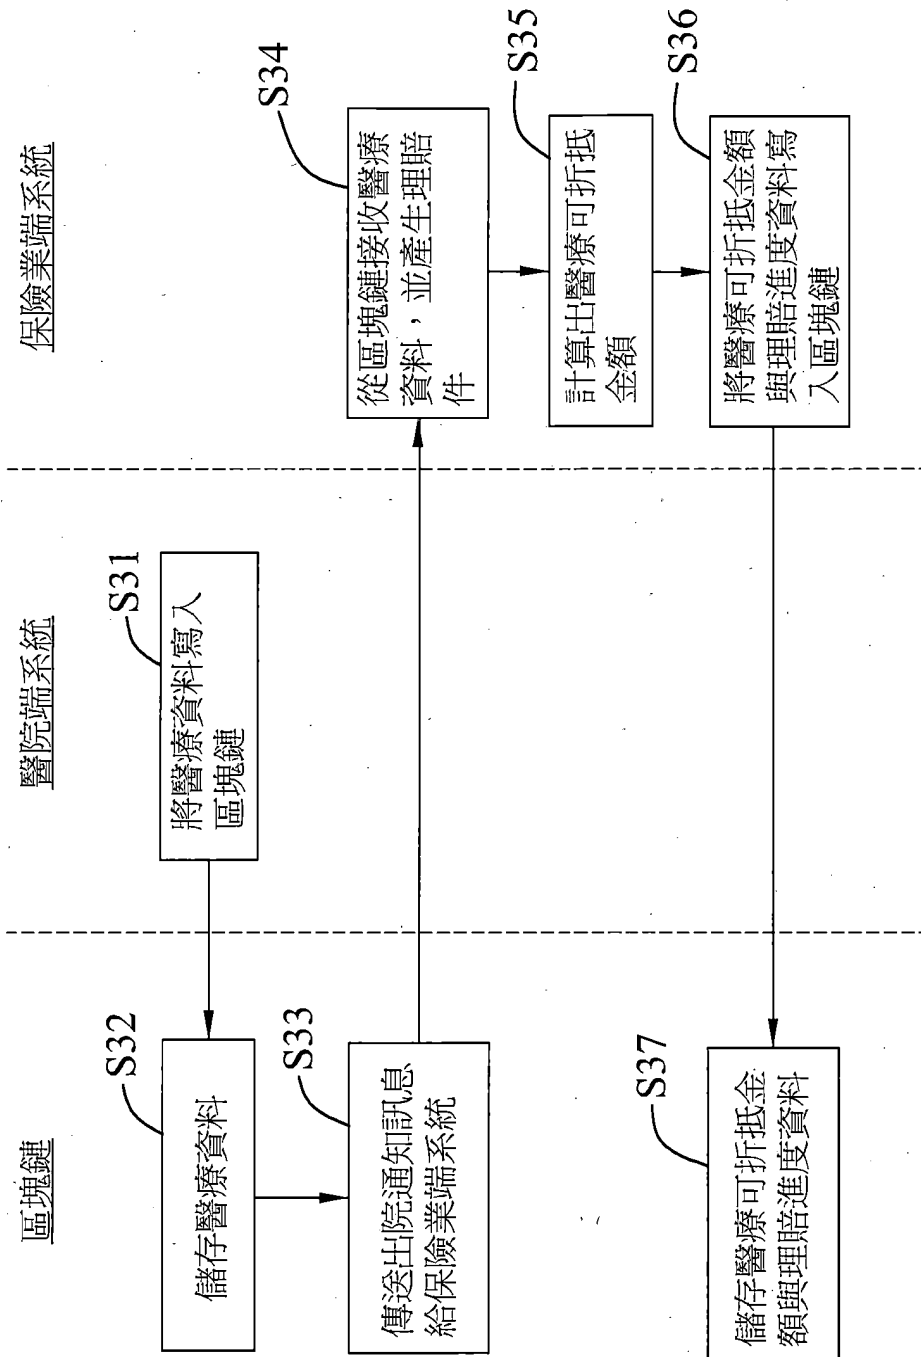 區塊鏈
醫院端系統
保險業端系統
S31
將醫療資料寫入
區塊鏈
S32
儲存醫療資料
S33
傳送出院通知訊息
給保險業端系統
S34
從區塊鏈接收醫療
資料，並產生理賠
件
S35
計算出醫療可折抵
金額
S36
將醫療可折抵金額
與理賠進度資料寫
入區塊鏈
S37
儲存醫療可折抵金
額與理賠進度資料